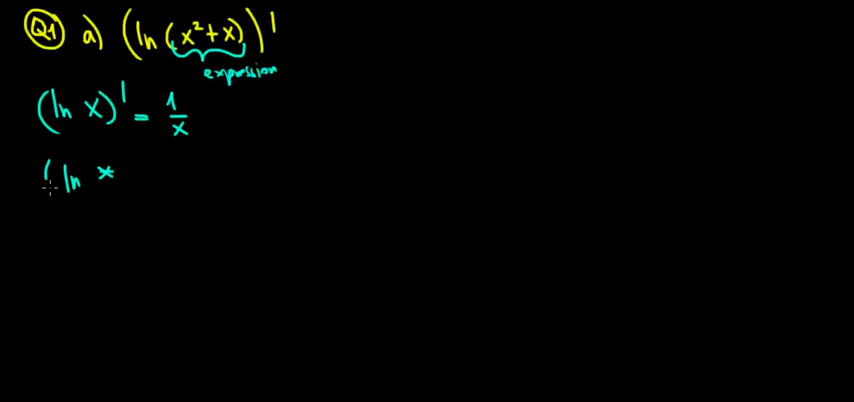 Q1 a) (ln (x²+x))'
expression
(ln x)' = 1/x
(ln *